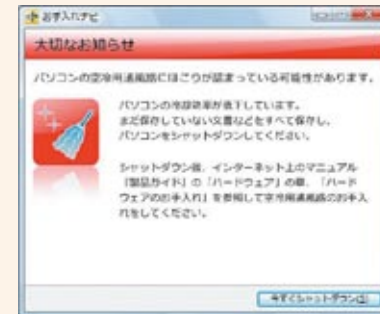 お手入れナビ
大切なお知らせ
パソコンの空冷用通風路にほこりが詰まっている可能性があります。
パソコンの冷却効率が低下しています。
まだ保存していない文書などをすべて保存し、
パソコンをシャットダウンしてください。
シャットダウン後、インターネット上のマニュアル
『製品ガイド』の「ハードウェア」の章、「ハード
ウェアのお手入れ」を参照して空冷用通風路のお手入
れをしてください。
今すぐシャットダウン(S)